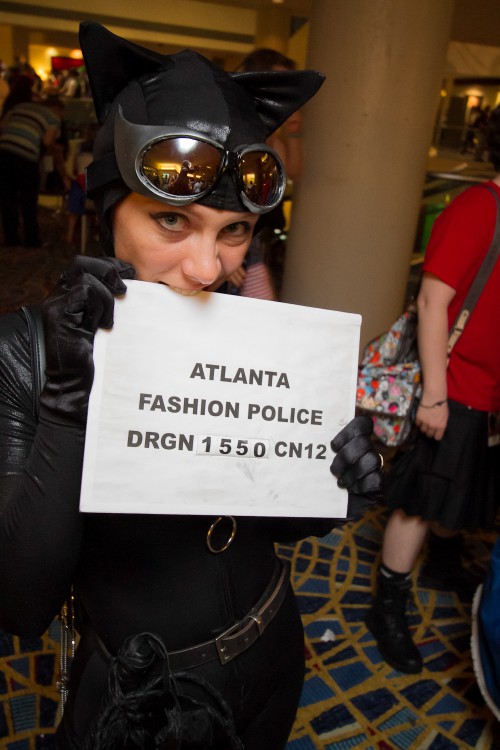 ATLANTA
FASHION POLICE
DRGN 1550 CN12